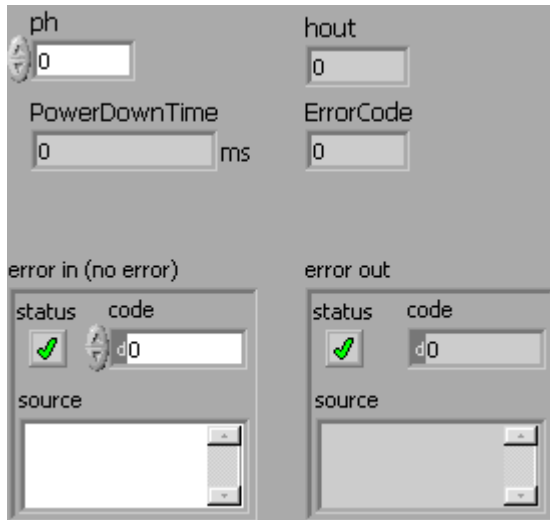 ph
hout
0
0
PowerDownTime
ErrorCode
0 ms
0
error in (no error)
error out
status code
status code
d0
d0
source
source